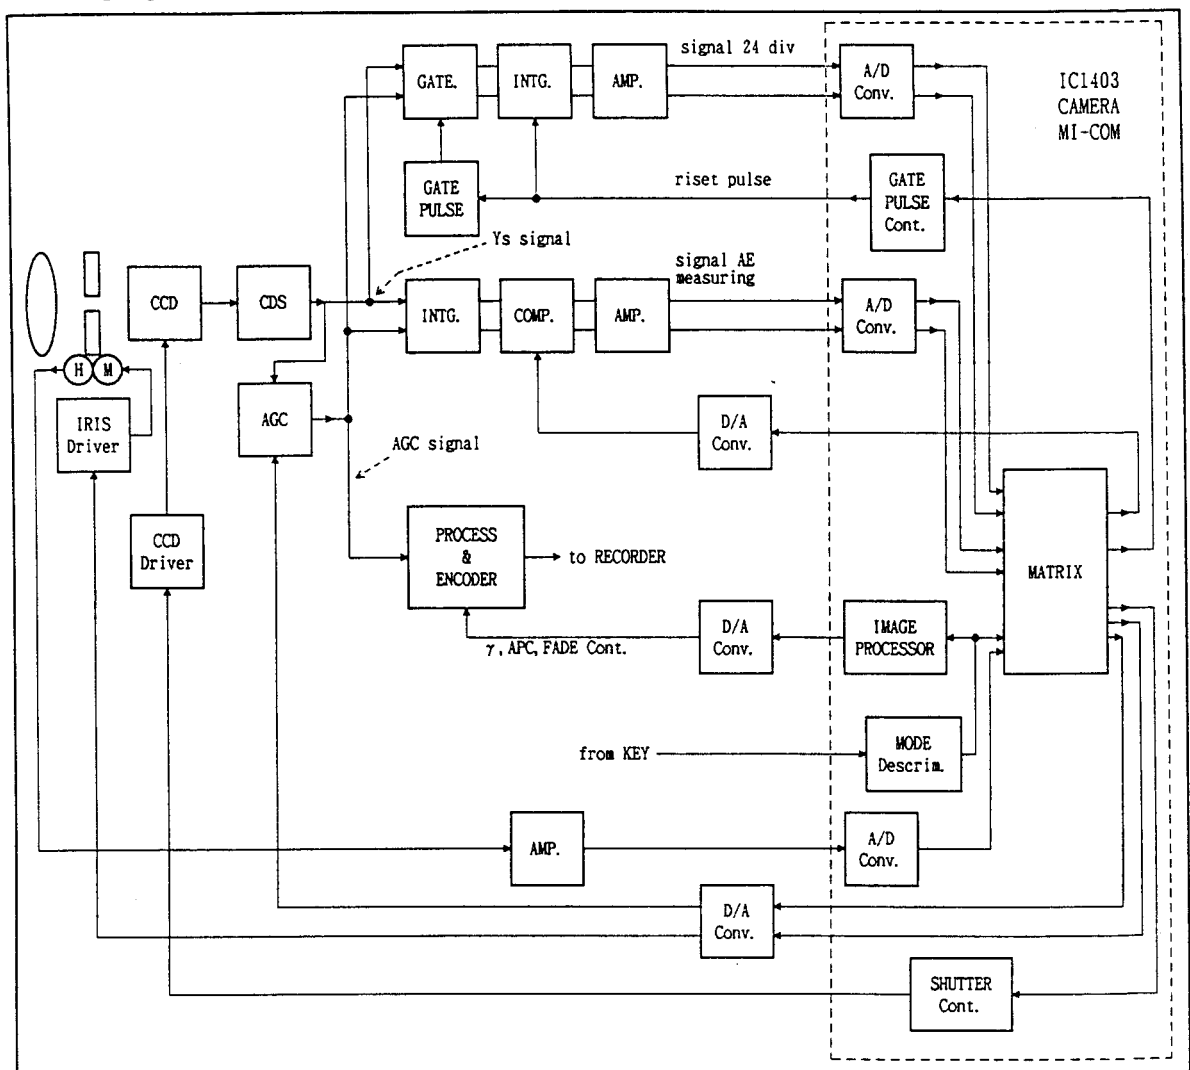 signal 24 div
GATE.
INTG.
AMP.
A/D
Conv.
IC1403
CAMERA
MI-COM
GATE
PULSE
riset pulse
GATE
PULSE
Cont.
Ys signal
signal AE
measuring
CCD
CDS
INTG.
COMP.
AMP.
A/D
Conv.
H
M
IRIS
Driver
AGC
D/A
Conv.
AGC signal
CCD
Driver
PROCESS
&
ENCODER
to RECORDER
MATRIX
γ, APC, FADE Cont.
D/A
Conv.
IMAGE
PROCESSOR
from KEY
MODE
Descrim.
AMP.
A/D
Conv.
D/A
Conv.
SHUTTER
Cont.